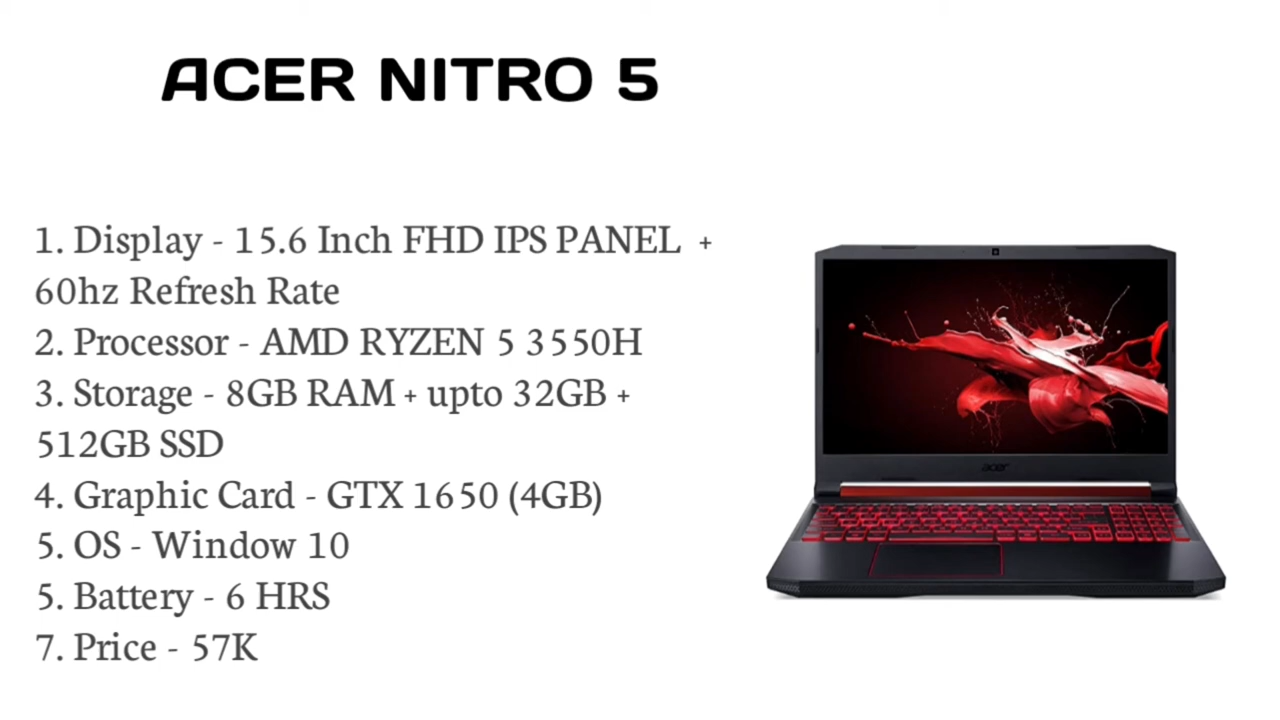 ACER NITRO 5
1. Display - 15.6 Inch FHD IPS PANEL +
60hz Refresh Rate
2. Processor - AMD RYZEN 5 3550H
3. Storage - 8GB RAM + upto 32GB +
512GB SSD
4. Graphic Card - GTX 1650 (4GB)
5. OS - Window 10
5. Battery - 6 HRS
7. Price - 57K
acer